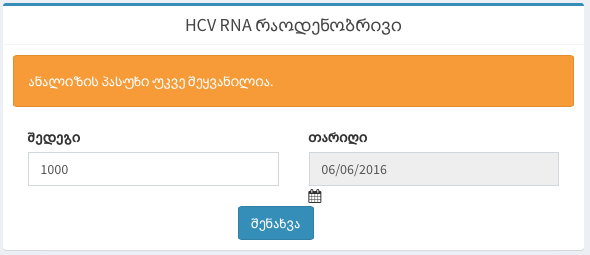 HCV RNA რაოდენობრივი
ანალიზის პასუხი უკვე შეყვანილია.
შედეგი
თარიღი
1000
06/06/2016
შენახვა